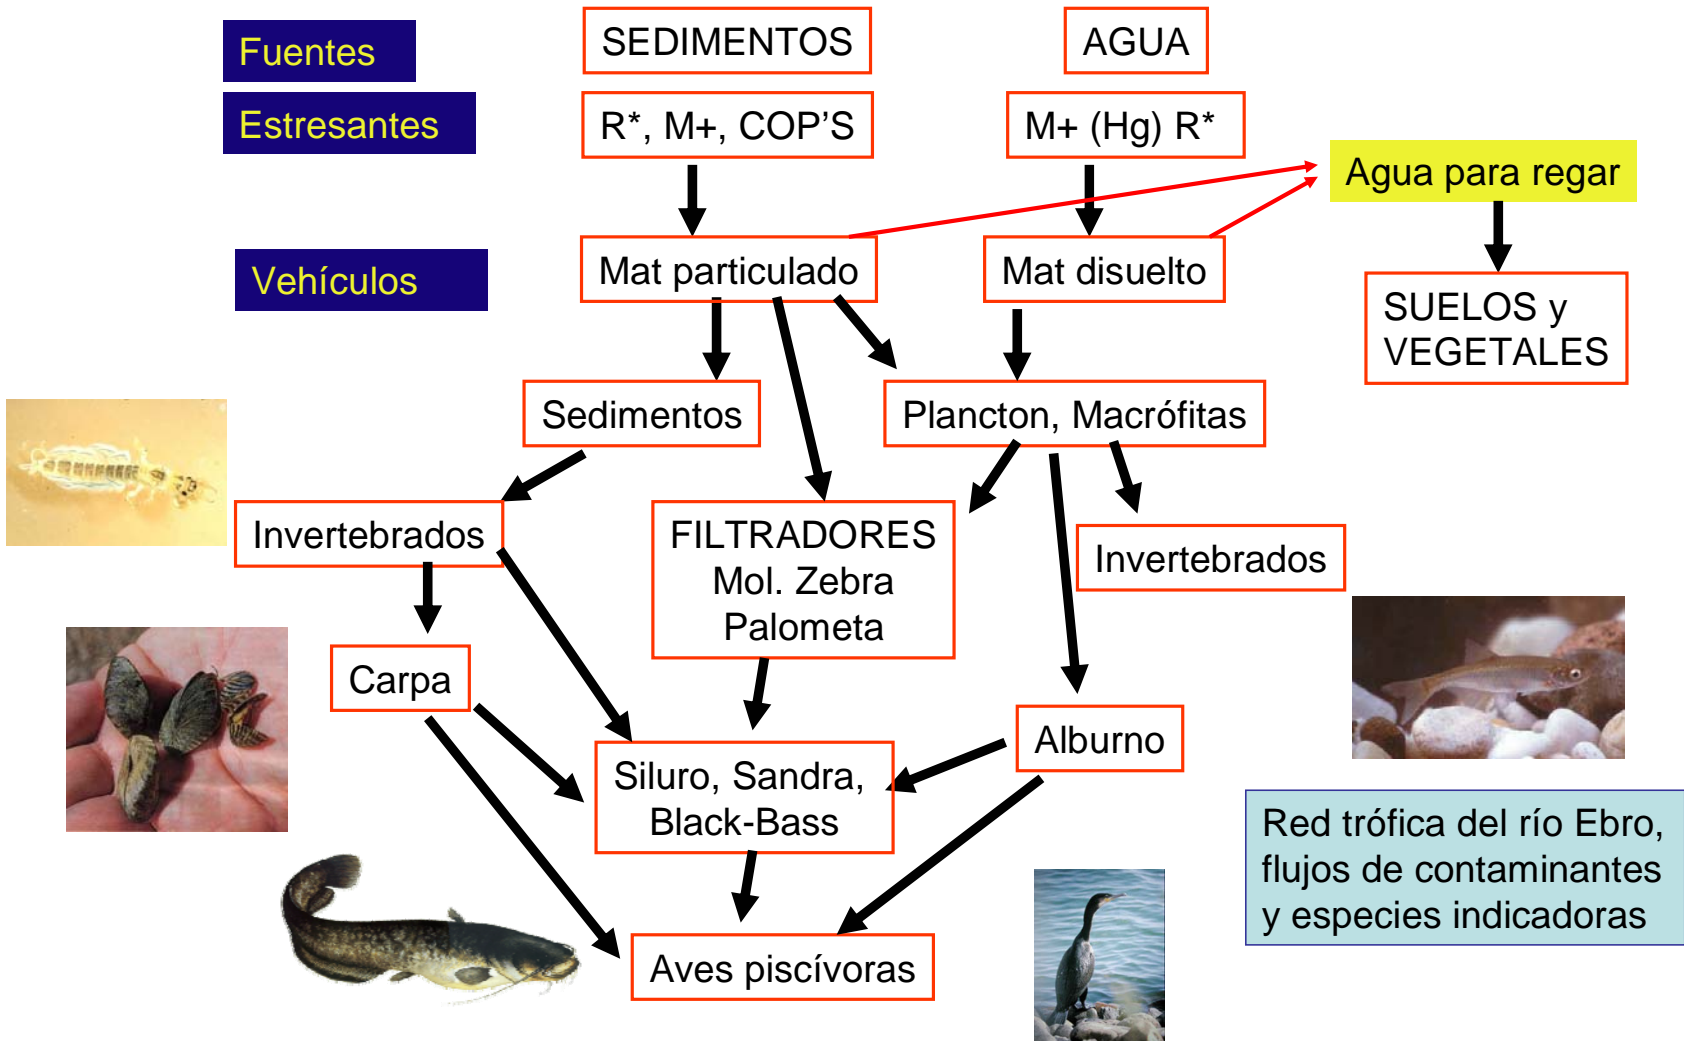 Fuentes
SEDIMENTOS
AGUA
Estresantes
R*, M+, COP'S
M+ (Hg) R*
Agua para regar
Vehículos
Mat particulado
Mat disuelto
SUELOS y
VEGETALES
Sedimentos
Plancton, Macrófitas
Invertebrados
FILTRADORES
Mol. Zebra
Palometa
Invertebrados
Carpa
Alburno
Siluro, Sandra,
Black-Bass
Red trófica del río Ebro,
flujos de contaminantes
y especies indicadoras
Aves piscívoras